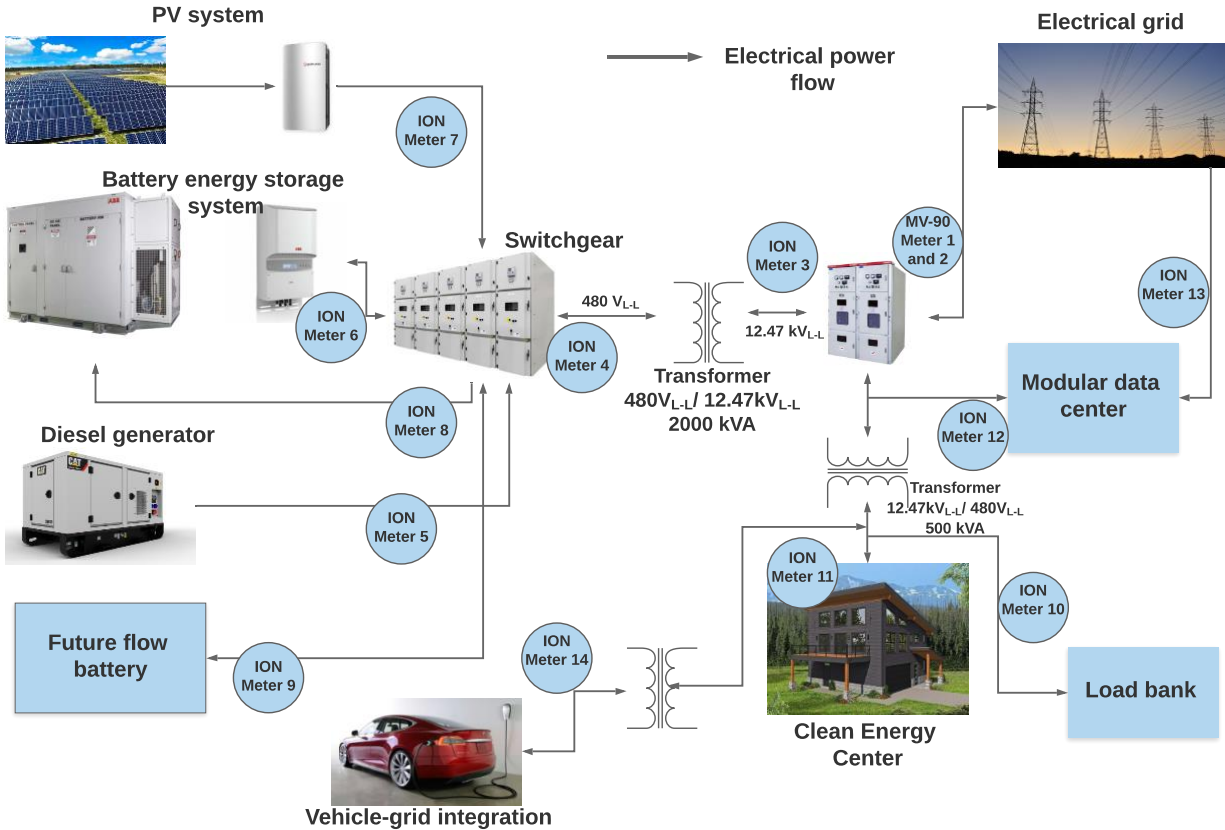 PV system
Electrical grid
Electrical power
flow
ION
Meter 7
Battery energy storage
system
ABB
ABB
MV-90
Meter 1
and 2
ION
Meter 3
Switchgear
ION
Meter 13
480 VL-L
12.47 kVL-L
ION
Meter 6
ION
Meter 4
Transformer
480VL-L/ 12.47kVL-L
2000 kVA
Modular data
center
ION
Meter 8
ION
Meter 12
Diesel generator
CAT
CAT
Transformer
12.47kVL-L/ 480VL-L
500 kVA
ION
Meter 5
ION
Meter 11
ION
Meter 10
Future flow
battery
ION
Meter 9
ION
Meter 14
Load bank
Clean Energy
Center
Vehicle-grid integration